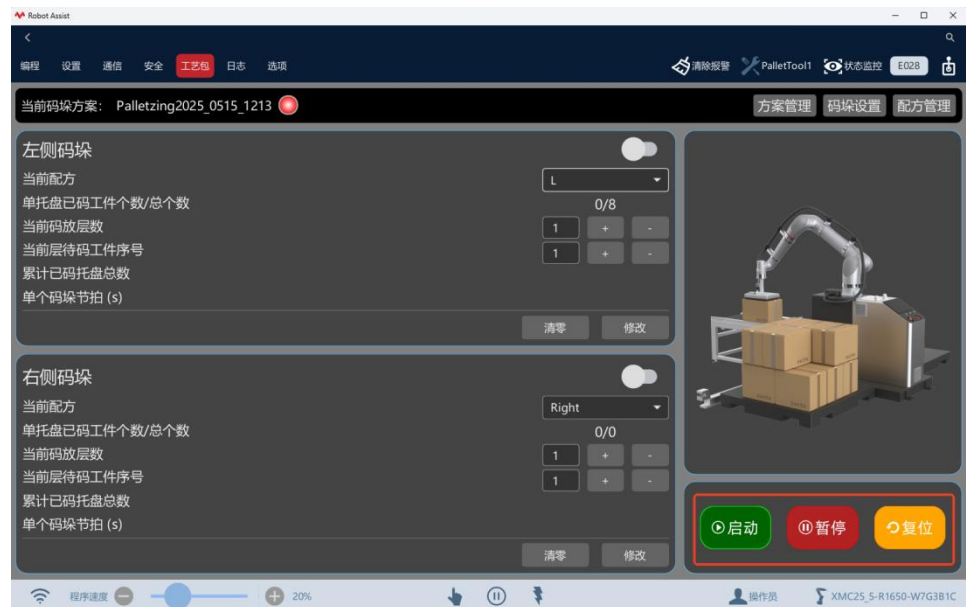 Robot Assist
编程 设置 通信 安全 工艺包 日志 选项 清除报警 PalletTool1 状态监控 E028
当前码垛方案： Palletzing2025_0515_1213 方案管理 码垛设置 配方管理
左侧码垛
当前配方 L
单托盘已码工件个数/总个数 0/8
当前码放层数 1 + -
当前层待码工件序号 1 + -
累计已码托盘总数
单个码垛节拍 (s)
清零 修改
右侧码垛
当前配方 Right
单托盘已码工件个数/总个数 0/0
当前码放层数 1 + -
当前层待码工件序号 1 + -
累计已码托盘总数
单个码垛节拍 (s)
清零 修改
启动 暂停 复位
程序速度 20% 操作员 XMC25_5-R1650-W7G3B1C